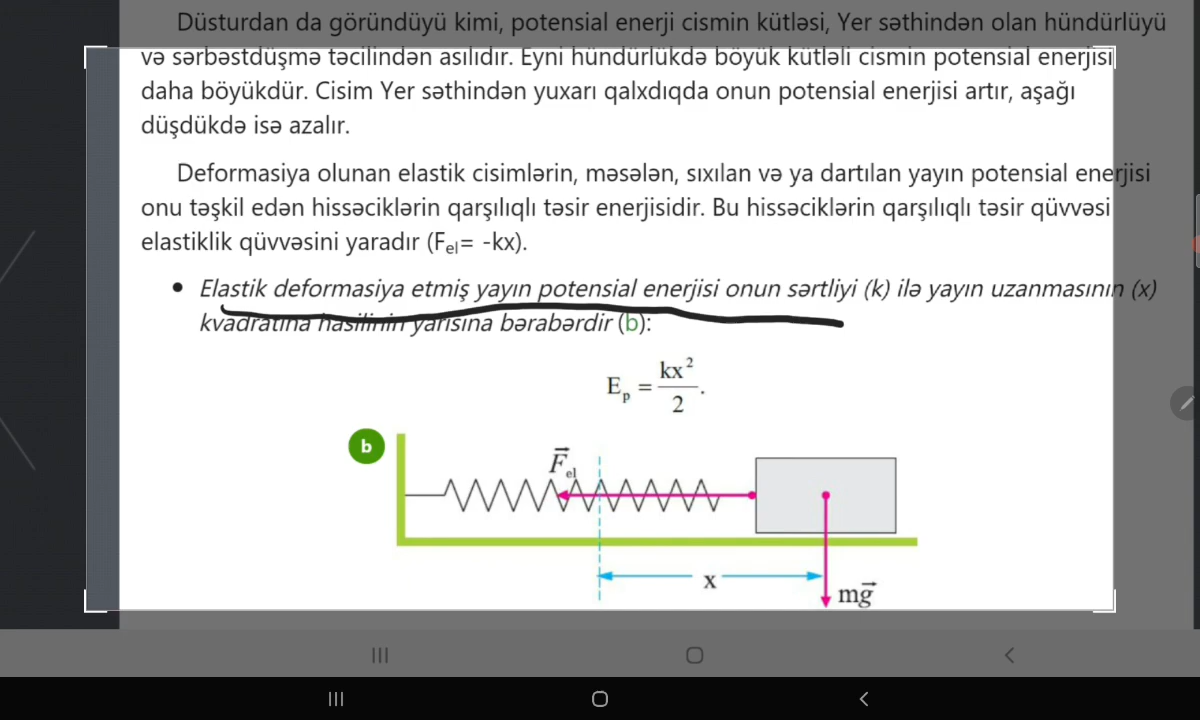 Düsturdan da göründüyü kimi, potensial enerji cismin kütləsi, Yer səthindən olan hündürlüyü
və sərbəstdüşmə təcilindən asılıdır. Eyni hündürlükdə böyük kütləli cismin potensial enerjisi
daha böyükdür. Cisim Yer səthindən yuxarı qalxdıqda onun potensial enerjisi artır, aşağı
düşdükdə isə azalır.
Deformasiya olunan elastik cisimlərin, məsələn, sıxılan və ya dartılan yayın potensial enerjisi
onu təşkil edən hissəciklərin qarşılıqlı təsir enerjisidir. Bu hissəciklərin qarşılıqlı təsir qüvvəsi
elastiklik qüvvəsini yaradır (Fel= -kx).
• Elastik deformasiya etmiş yayın potensial enerjisi onun sərtliyi (k) ilə yayın uzanmasının (x)
kvadratına hasilinin yarısına bərabərdir (b):
Eₚ = kx²/2.
b
F⃗el
x
mg⃗